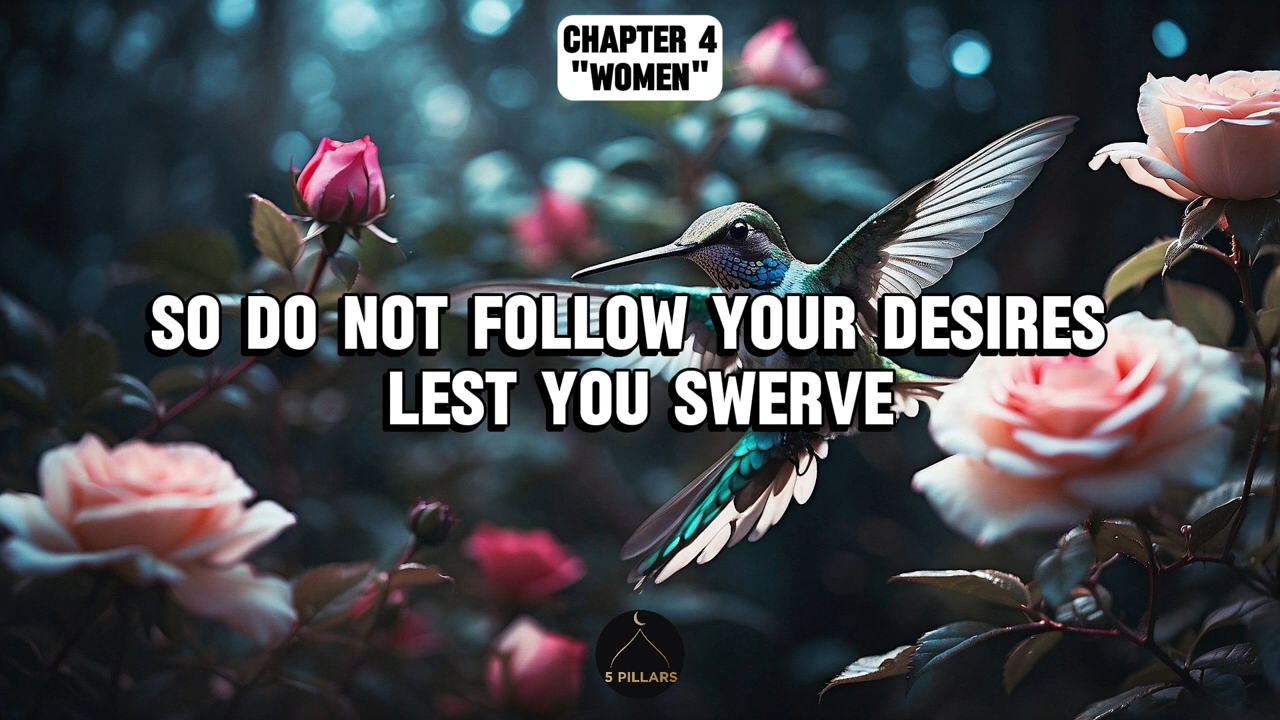 CHAPTER 4
"WOMEN"
SO DO NOT FOLLOW YOUR DESIRES
LEST YOU SWERVE
5 PILLARS